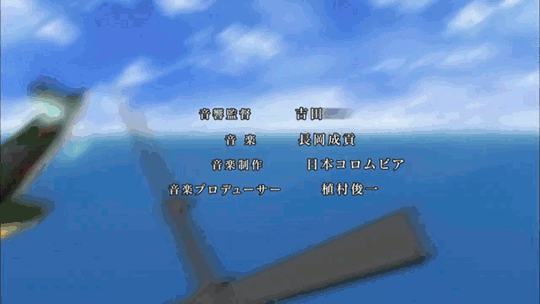 音響監督 吉田
音楽 長岡成貢
音楽制作 日本コロムビア
音楽プロデューサー 植村俊一